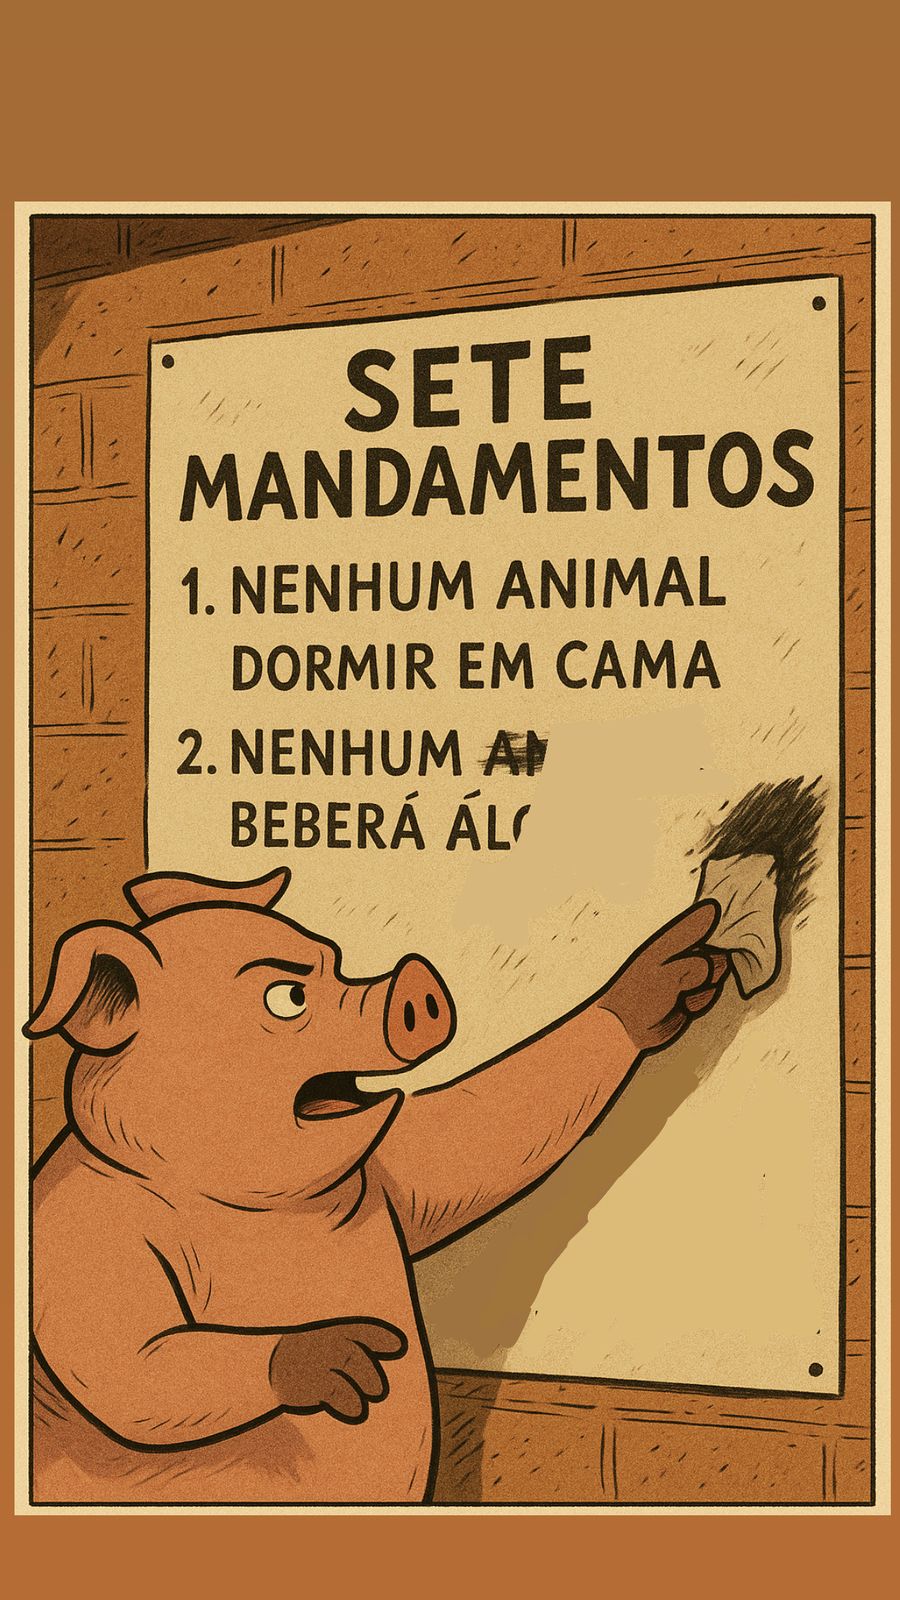 SETE
MANDAMENTOS
1. NENHUM ANIMAL
DORMIR EM CAMA
2. NENHUM
BEBERÁ